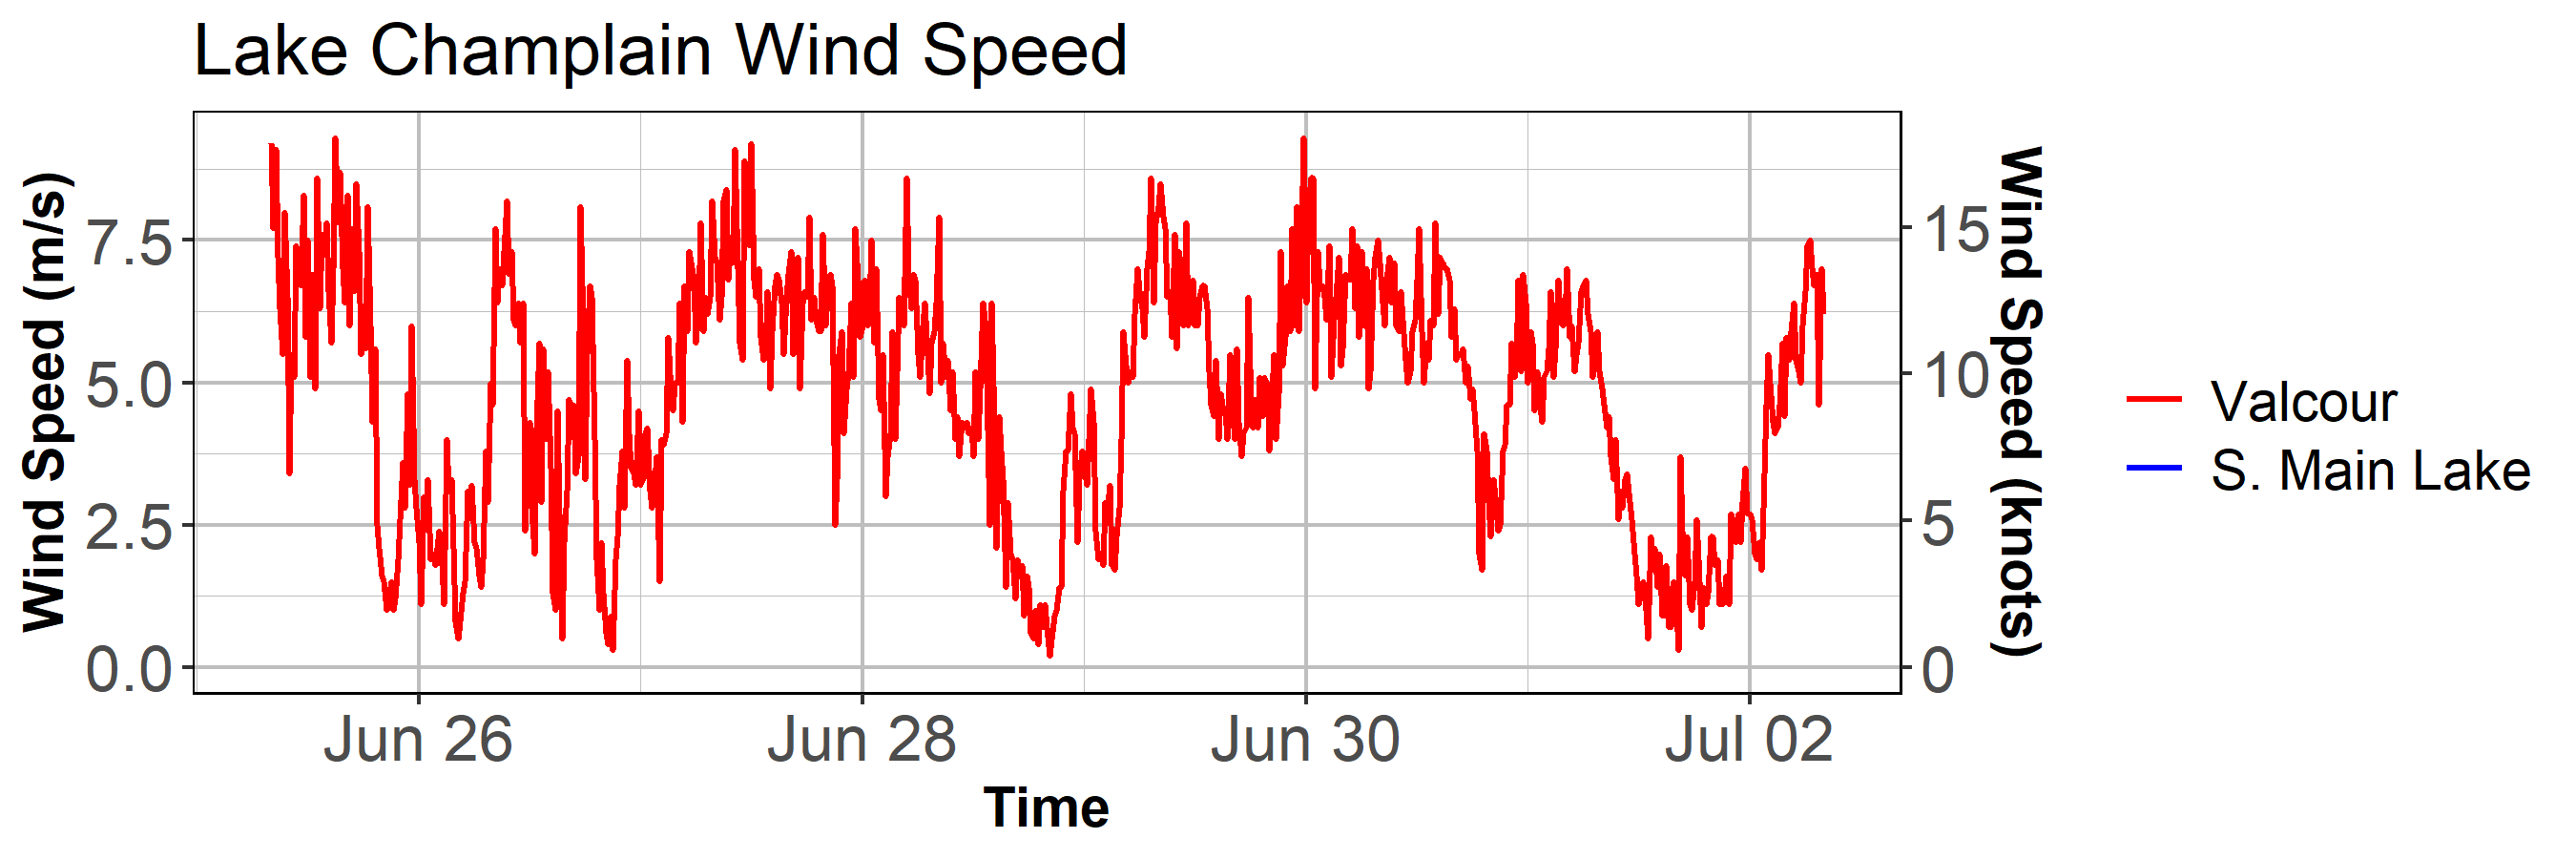 Lake Champlain Wind Speed
Wind Speed (m/s)
7.5
5.0
2.5
0.0
Jun 26
Jun 28
Jun 30
Jul 02
Time
15
10
5
0
Wind Speed (knots)
Valcour
S. Main Lake